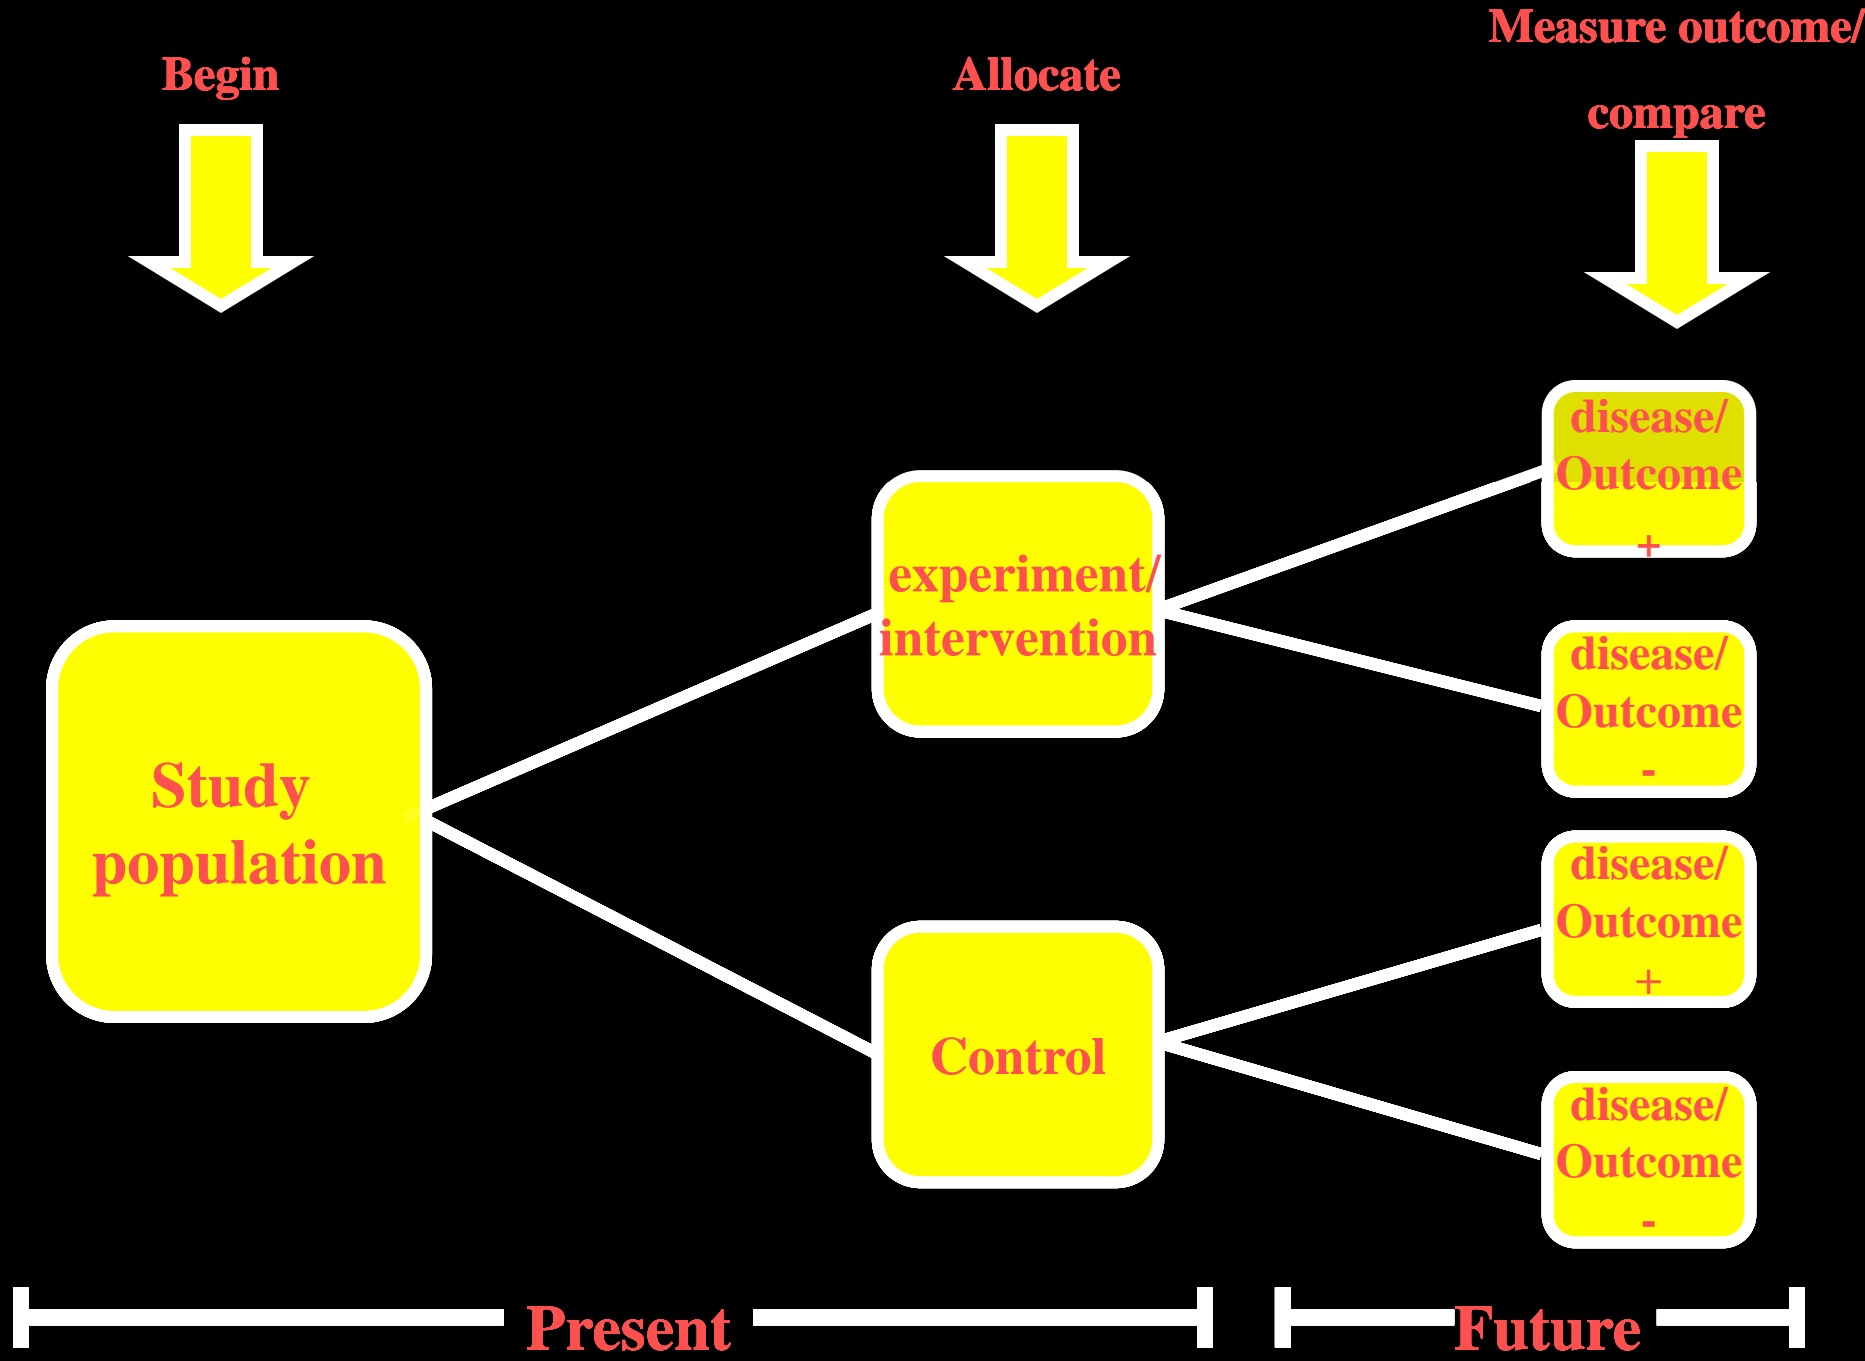 Begin
Allocate
Measure outcome/
compare
Study
population
experiment/
intervention
Control
disease/
Outcome
+
disease/
Outcome
-
disease/
Outcome
+
disease/
Outcome
-
Present
Future